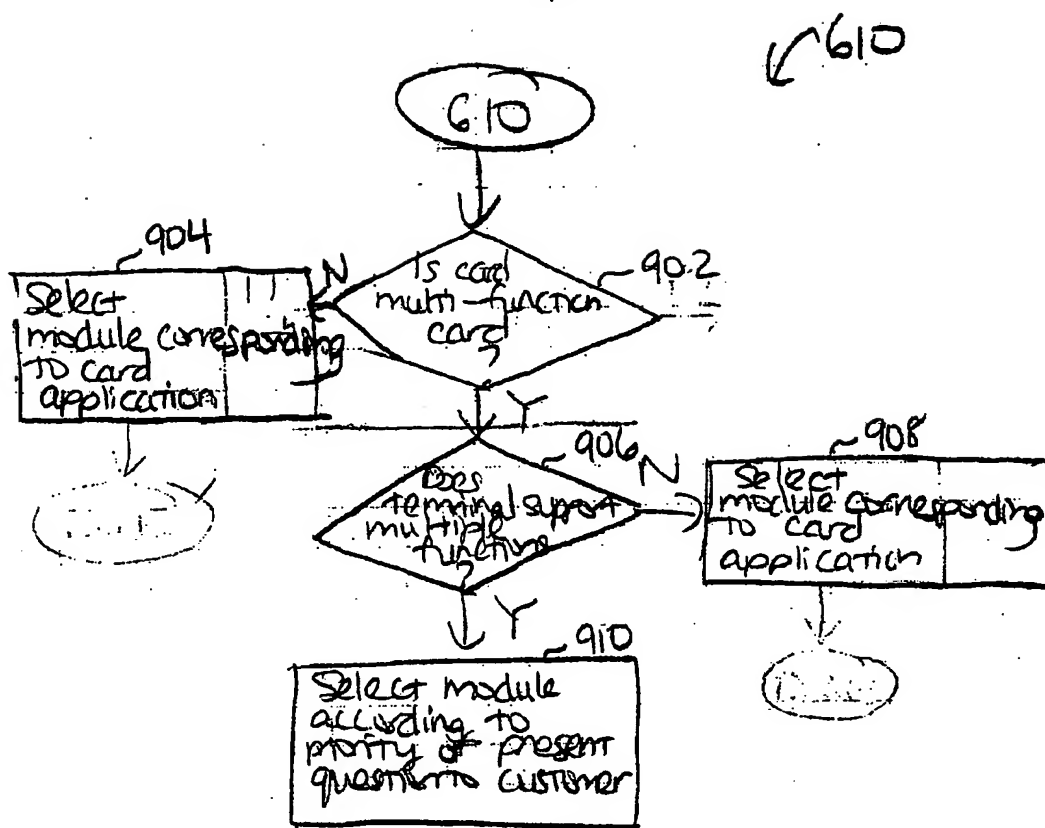 610
610
904
Select
module corresponding
to card
application
N
Is card
multi-function
card
?
902
Y
906
Does
terminal support
multiple
functions
?
N
908
Select
module corresponding
to card
application
Y
910
Select module
according to
priority of present
question to customer